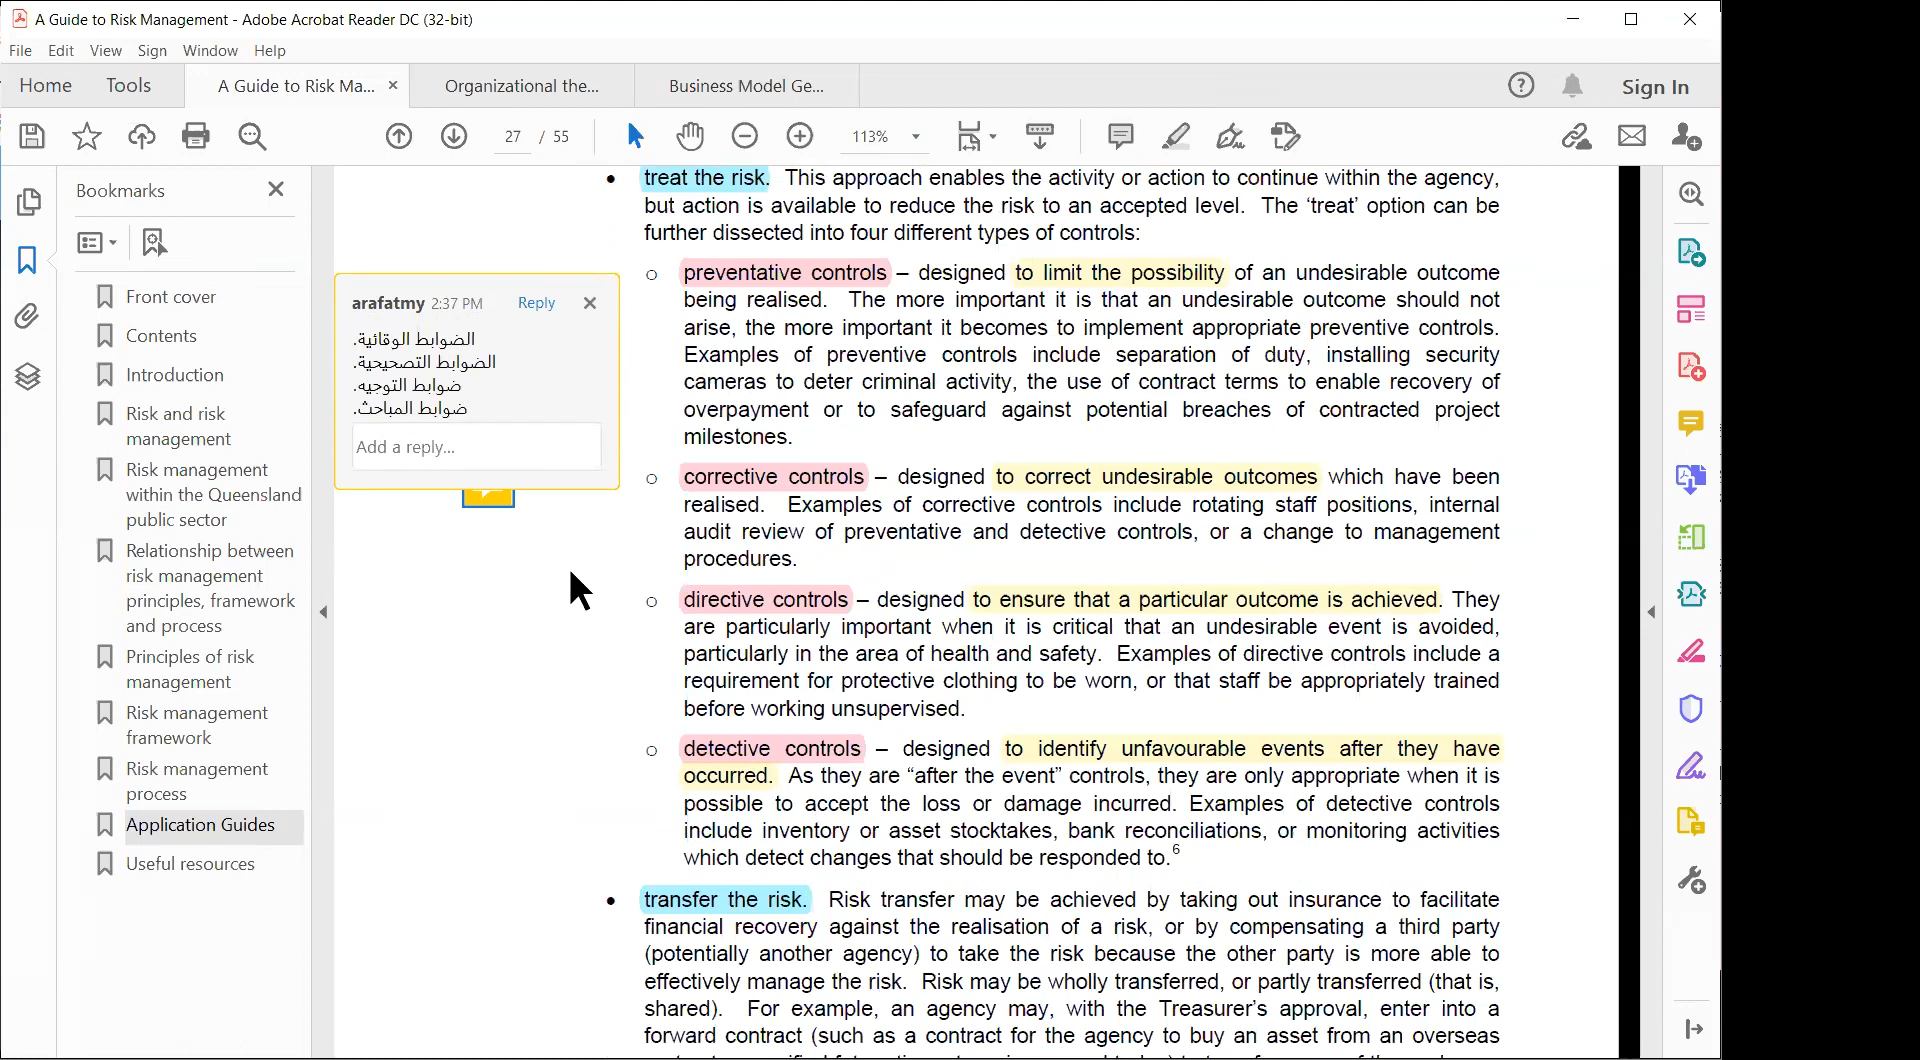 A Guide to Risk Management - Adobe Acrobat Reader DC (32-bit)
File Edit View Sign Window Help
Home Tools A Guide to Risk Ma... × Organizational the... Business Model Ge... Sign In
27 / 55 113%
Bookmarks
Front cover
Contents
Introduction
Risk and risk
management
Risk management
within the Queensland
public sector
Relationship between
risk management
principles, framework
and process
Principles of risk
management
Risk management
framework
Risk management
process
Application Guides
Useful resources
arafatmy 2:37 PM Reply
الضوابط الوقائية.
الضوابط التصحيحية.
ضوابط التوجيه.
ضوابط المباحث.
Add a reply...
• treat the risk. This approach enables the activity or action to continue within the agency,
but action is available to reduce the risk to an accepted level. The ‘treat’ option can be
further dissected into four different types of controls:
o preventative controls – designed to limit the possibility of an undesirable outcome
being realised. The more important it is that an undesirable outcome should not
arise, the more important it becomes to implement appropriate preventive controls.
Examples of preventive controls include separation of duty, installing security
cameras to deter criminal activity, the use of contract terms to enable recovery of
overpayment or to safeguard against potential breaches of contracted project
milestones.
o corrective controls – designed to correct undesirable outcomes which have been
realised. Examples of corrective controls include rotating staff positions, internal
audit review of preventative and detective controls, or a change to management
procedures.
o directive controls – designed to ensure that a particular outcome is achieved. They
are particularly important when it is critical that an undesirable event is avoided,
particularly in the area of health and safety. Examples of directive controls include a
requirement for protective clothing to be worn, or that staff be appropriately trained
before working unsupervised.
o detective controls – designed to identify unfavourable events after they have
occurred. As they are “after the event” controls, they are only appropriate when it is
possible to accept the loss or damage incurred. Examples of detective controls
include inventory or asset stocktakes, bank reconciliations, or monitoring activities
which detect changes that should be responded to.6
• transfer the risk. Risk transfer may be achieved by taking out insurance to facilitate
financial recovery against the realisation of a risk, or by compensating a third party
(potentially another agency) to take the risk because the other party is more able to
effectively manage the risk. Risk may be wholly transferred, or partly transferred (that is,
shared). For example, an agency may, with the Treasurer’s approval, enter into a
forward contract (such as a contract for the agency to buy an asset from an overseas